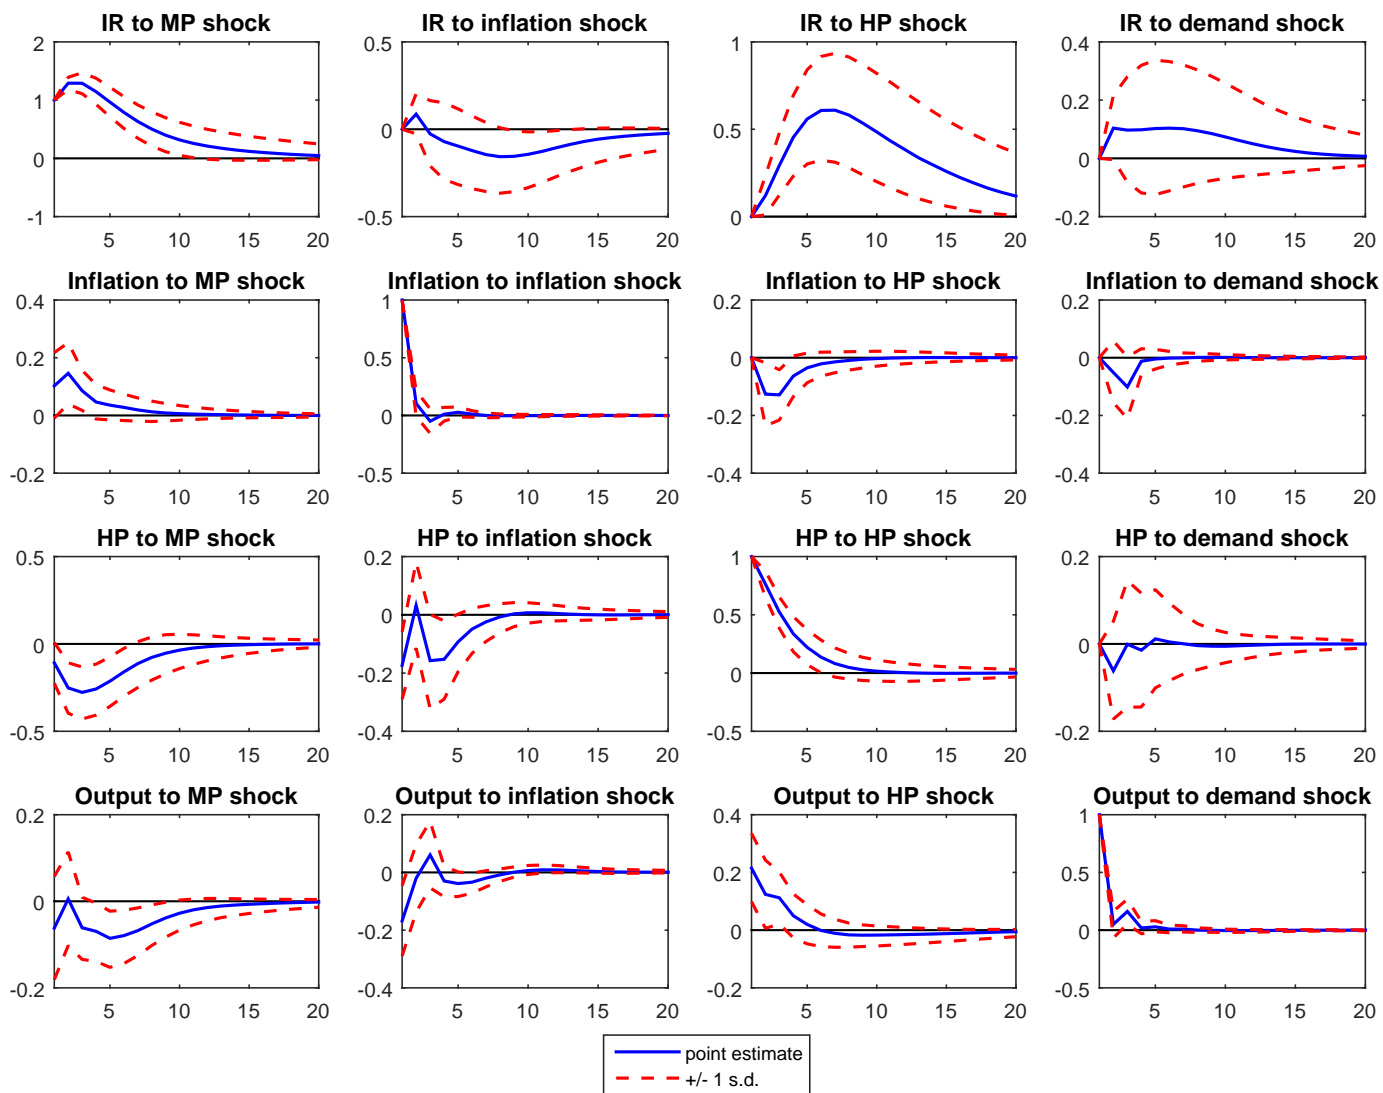 IR to MP shock
2
1
0
-1
5 10 15 20
IR to inflation shock
0.5
0
-0.5
5 10 15 20
IR to HP shock
1
0.5
0
5 10 15 20
IR to demand shock
0.4
0.2
0
-0.2
5 10 15 20
Inflation to MP shock
0.4
0.2
0
-0.2
5 10 15 20
Inflation to inflation shock
1
0.5
0
-0.5
5 10 15 20
Inflation to HP shock
0.2
0
-0.2
-0.4
5 10 15 20
Inflation to demand shock
0.2
0
-0.2
-0.4
5 10 15 20
HP to MP shock
0.5
0
-0.5
5 10 15 20
HP to inflation shock
0.2
0
-0.2
-0.4
5 10 15 20
HP to HP shock
1
0.5
0
-0.5
5 10 15 20
HP to demand shock
0.2
0
-0.2
5 10 15 20
Output to MP shock
0.2
0
-0.2
5 10 15 20
Output to inflation shock
0.2
0
-0.2
-0.4
5 10 15 20
Output to HP shock
0.4
0.2
0
-0.2
5 10 15 20
Output to demand shock
1
0.5
0
-0.5
5 10 15 20
point estimate
+/- 1 s.d.